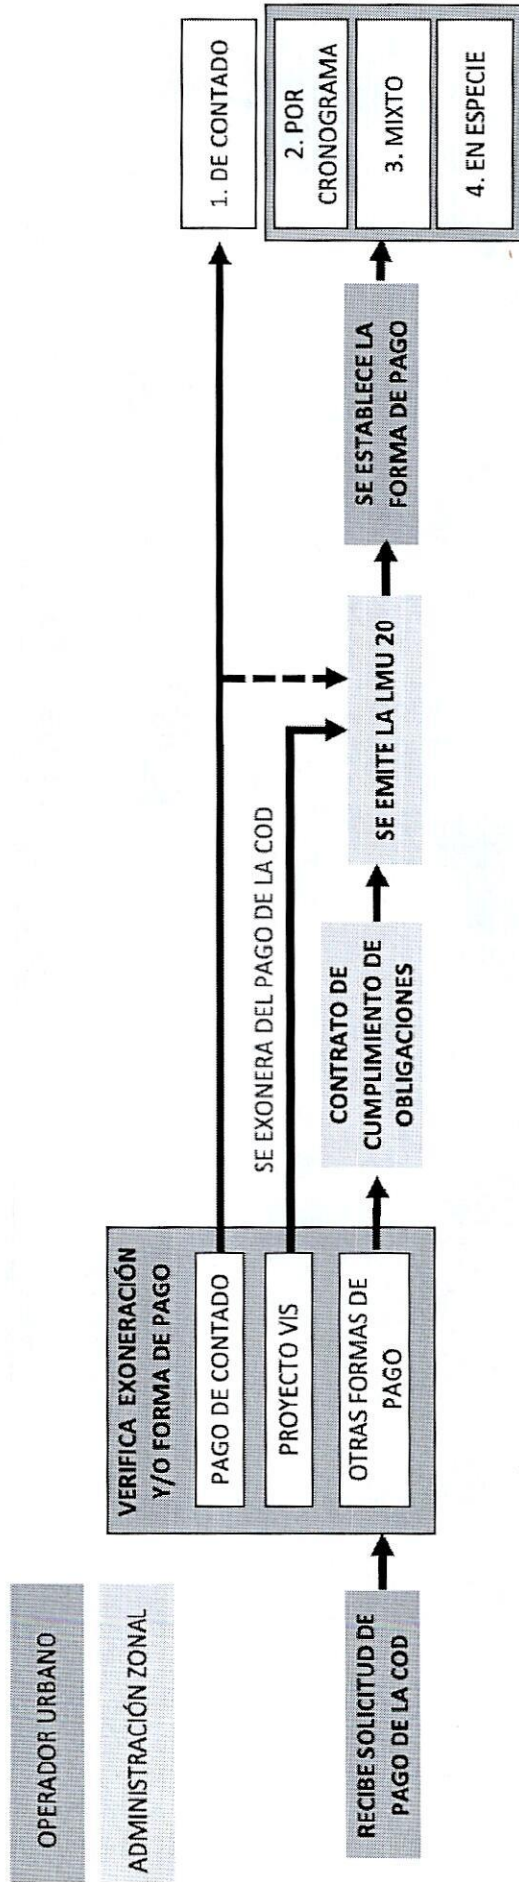 OPERADOR URBANO
ADMINISTRACIÓN ZONAL
RECIBE SOLICITUD DE
PAGO DE LA COD
VERIFICA EXONERACIÓN
Y/O FORMA DE PAGO
PAGO DE CONTADO
PROYECTO VIS
OTRAS FORMAS DE
PAGO
SE EXONERA DEL PAGO DE LA COD
CONTRATO DE
CUMPLIMIENTO DE
OBLIGACIONES
SE EMITE LA LMU 20
SE ESTABLECE LA
FORMA DE PAGO
1. DE CONTADO
2. POR
CRONOGRAMA
3. MIXTO
4. EN ESPECIE